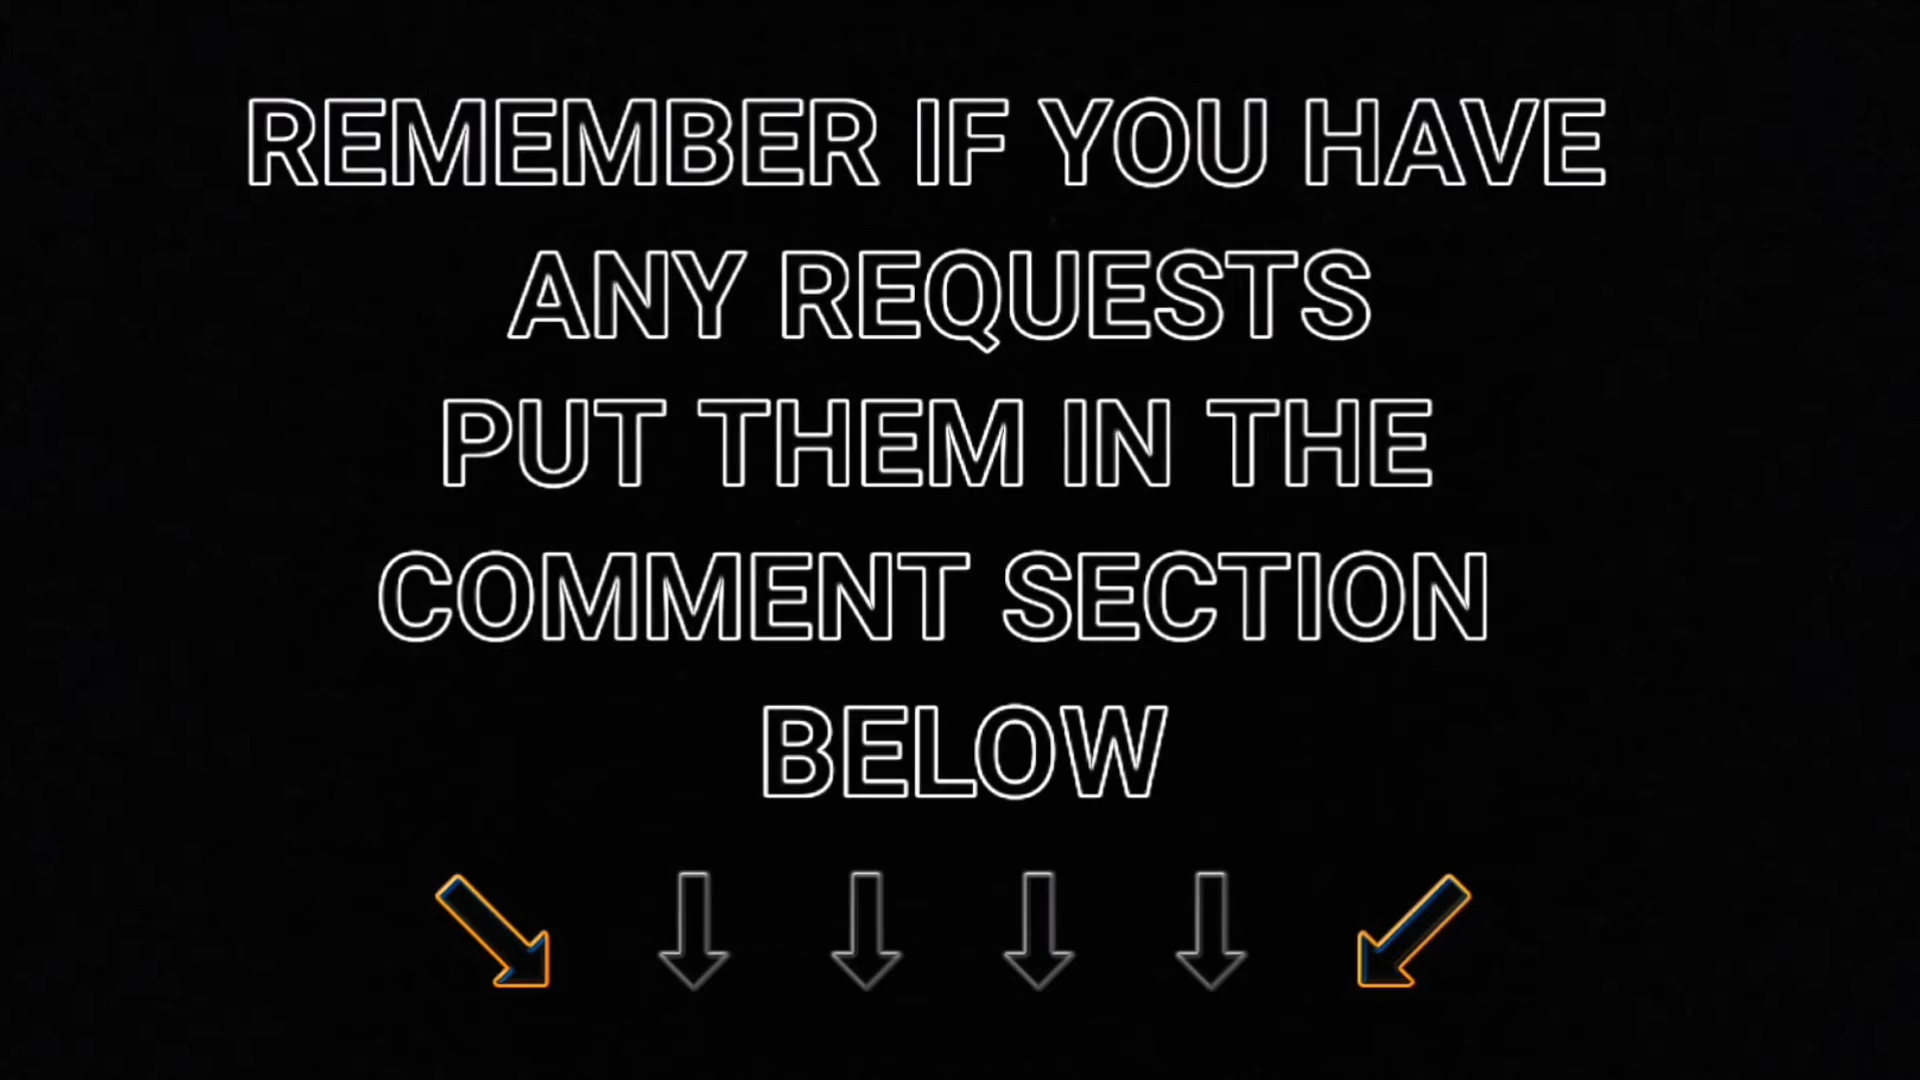 REMEMBER IF YOU HAVE
ANY REQUESTS
PUT THEM IN THE
COMMENT SECTION
BELOW